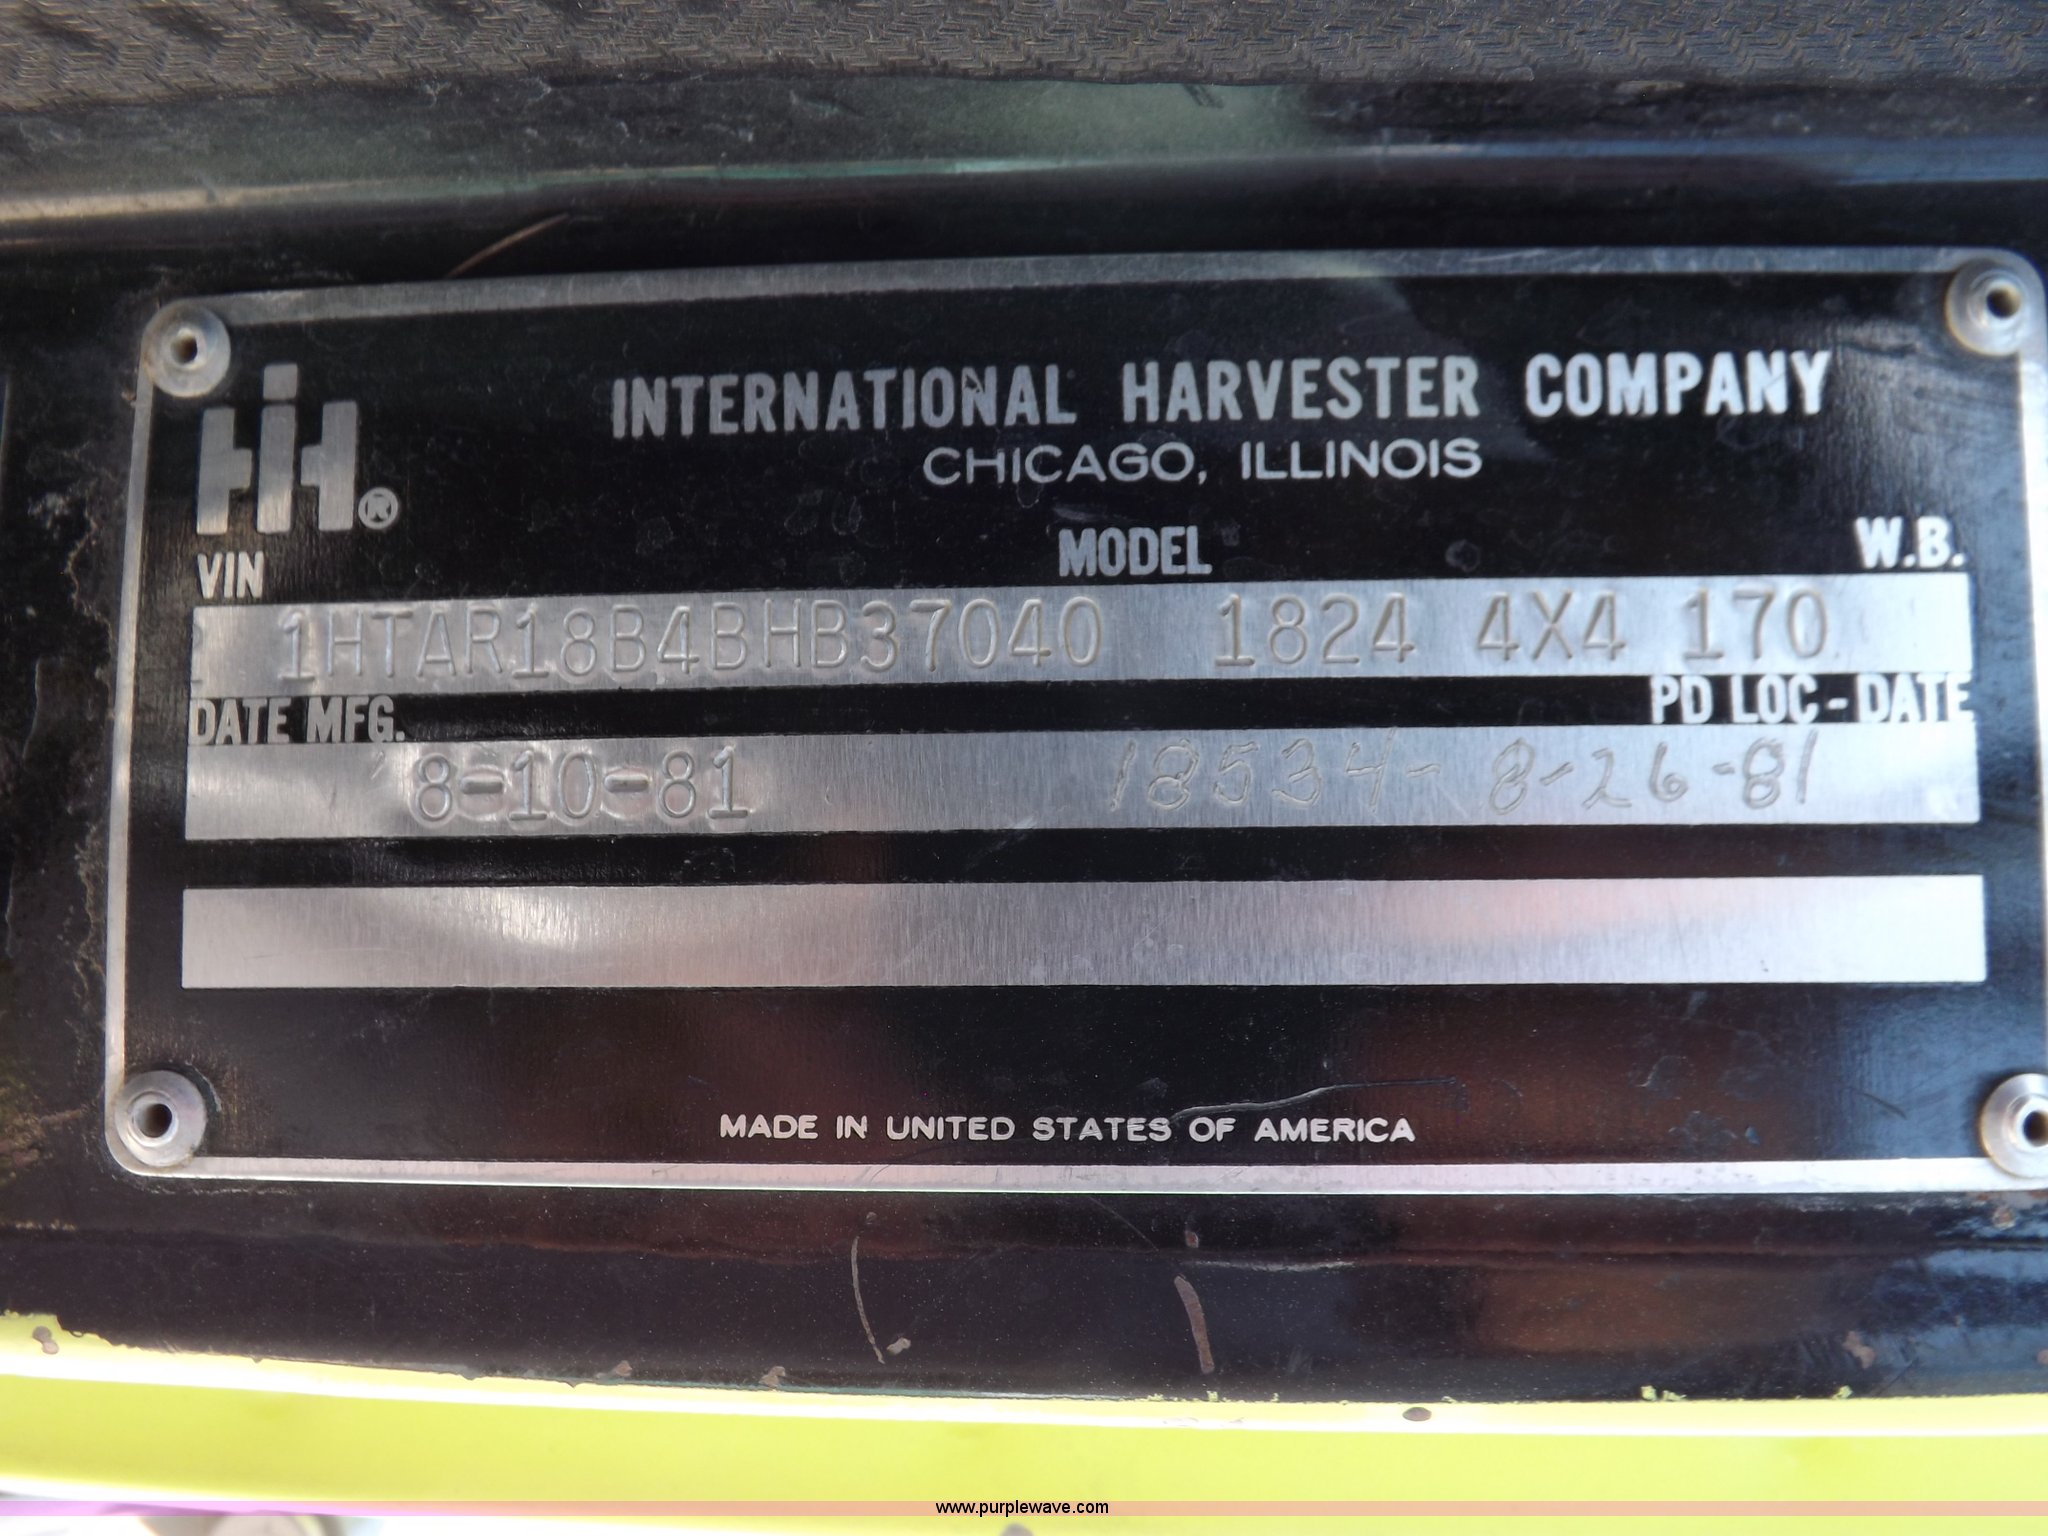 INTERNATIONAL HARVESTER COMPANY
CHICAGO, ILLINOIS
IH ®
VIN MODEL W.B.
1HTAR18B4BHB37040 1824 4X4 170
DATE MFG. PD LOC-DATE
8-10-81 18534- 8-26-81
MADE IN UNITED STATES OF AMERICA
www.purplewave.com